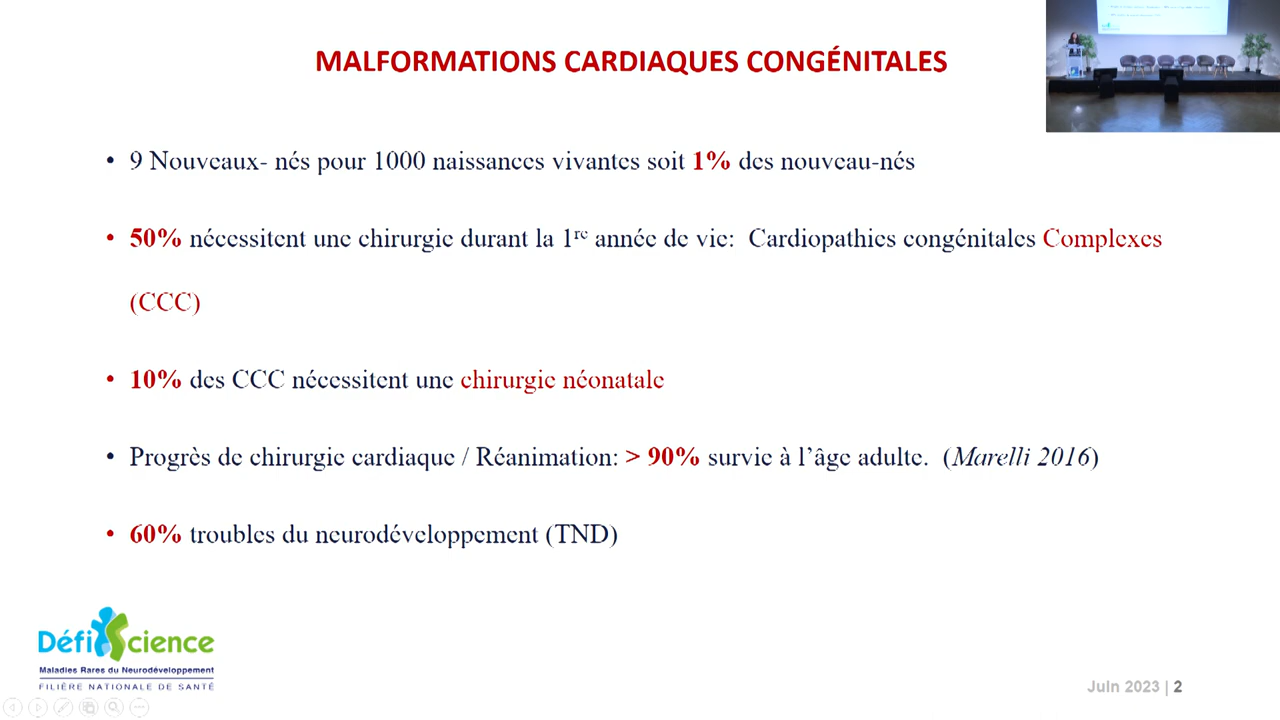 MALFORMATIONS CARDIAQUES CONGÉNITALES
• 9 Nouveaux- nés pour 1000 naissances vivantes soit 1% des nouveau-nés
• 50% nécessitent une chirurgie durant la 1re année de vie: Cardiopathies congénitales Complexes
(CCC)
• 10% des CCC nécessitent une chirurgie néonatale
• Progrès de chirurgie cardiaque / Réanimation: > 90% survie à l’âge adulte. (Marelli 2016)
• 60% troubles du neurodéveloppement (TND)
DéfiScience
Maladies Rares du Neurodéveloppement
FILIÈRE NATIONALE DE SANTÉ
Juin 2023 | 2